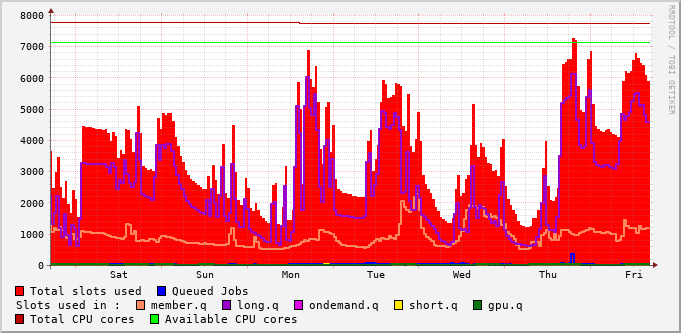 RRDTOOL / TOBI OETIKER
8000
7000
6000
5000
4000
3000
2000
1000
0
Sat Sun Mon Tue Wed Thu Fri
Total slots used Queued Jobs
Slots used in : member.q long.q ondemand.q short.q gpu.q
Total CPU cores Available CPU cores